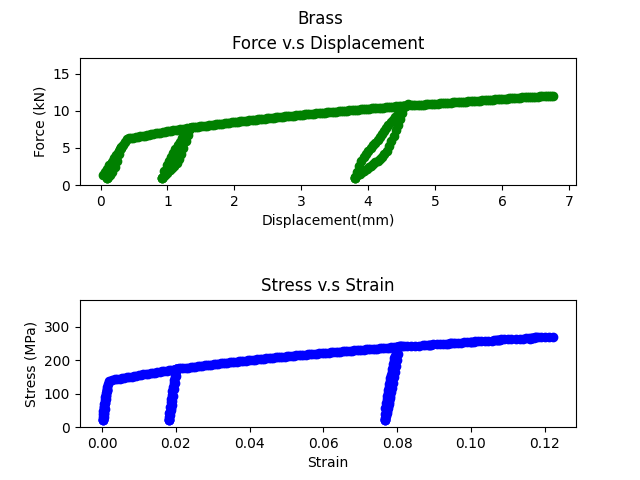 Brass
Force v.s Displacement
15
10
5
0
Force (kN)
0 1 2 3 4 5 6 7
Displacement(mm)
Stress v.s Strain
300
200
100
0
Stress (MPa)
0.00 0.02 0.04 0.06 0.08 0.10 0.12
Strain